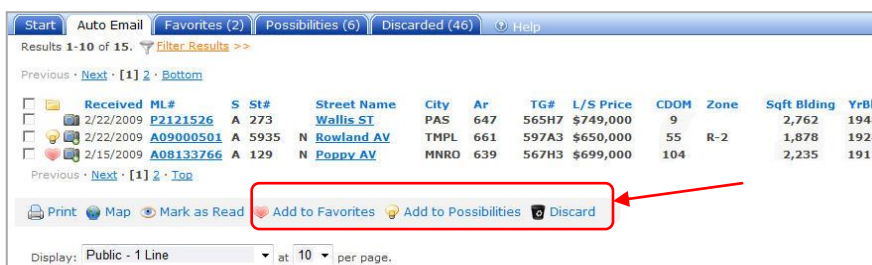 Start Auto Email Favorites (2) Possibilities (6) Discarded (46) Help
Results 1-10 of 15. Filter Results >>
Previous · Next · [1] 2 · Bottom
Received ML# S St# Street Name City Ar TG# L/S Price CDOM Zone Sqft Blding YrBl
2/22/2009 P2121526 A 273 Wallis ST PAS 647 565H7 $749,000 9 2,762 194
2/22/2009 A09000501 A 5935 N Rowland AV TMPL 661 597A3 $650,000 55 R-2 1,878 192
2/15/2009 A08133766 A 129 N Poppy AV MNRO 639 567H3 $699,000 104 2,235 191
Previous · Next · [1] 2 · Top
Print Map Mark as Read Add to Favorites Add to Possibilities Discard
Display: Public - 1 Line at 10 per page.